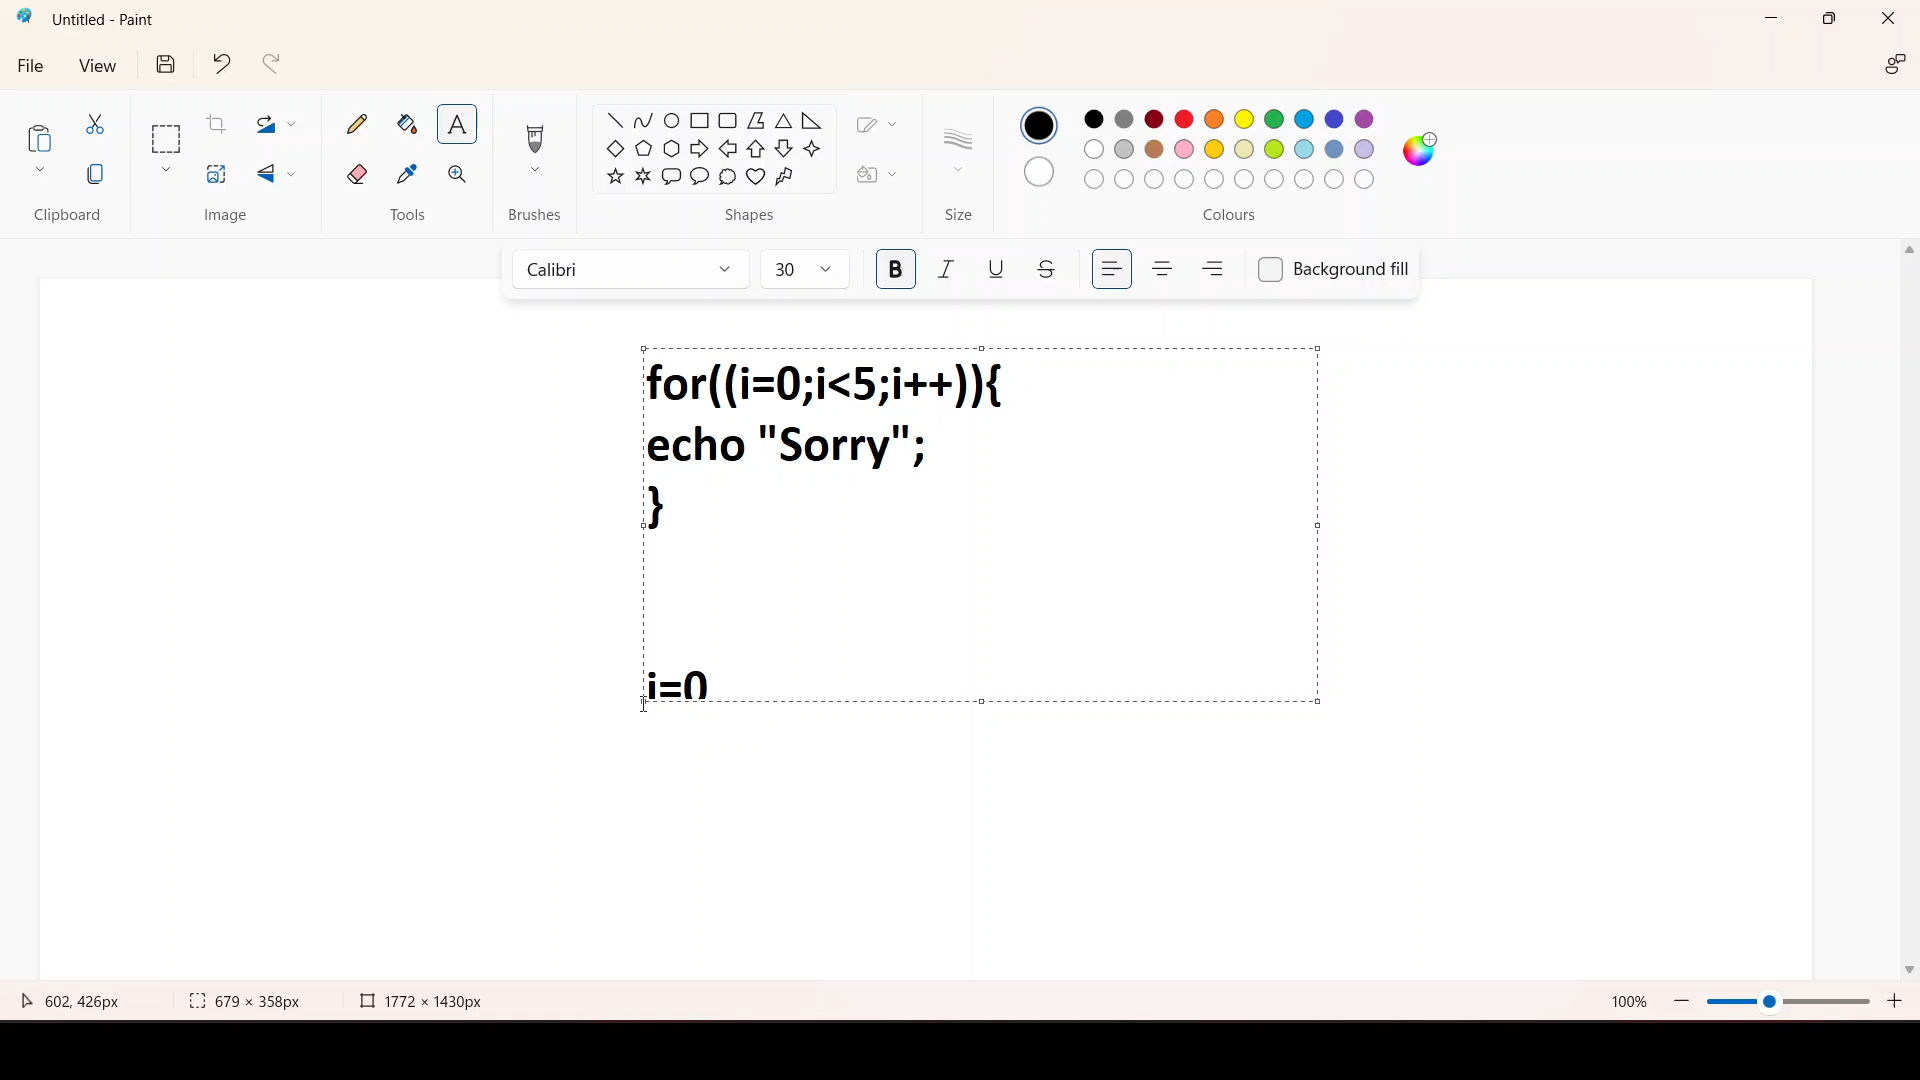 Untitled - Paint
File View
Clipboard Image Tools Brushes Shapes Size Colours
Calibri 30 B I U S Background fill
for((i=0;i<5;i++)){
echo "Sorry";
}
i=0
602, 426px 679 × 358px 1772 × 1430px 100%